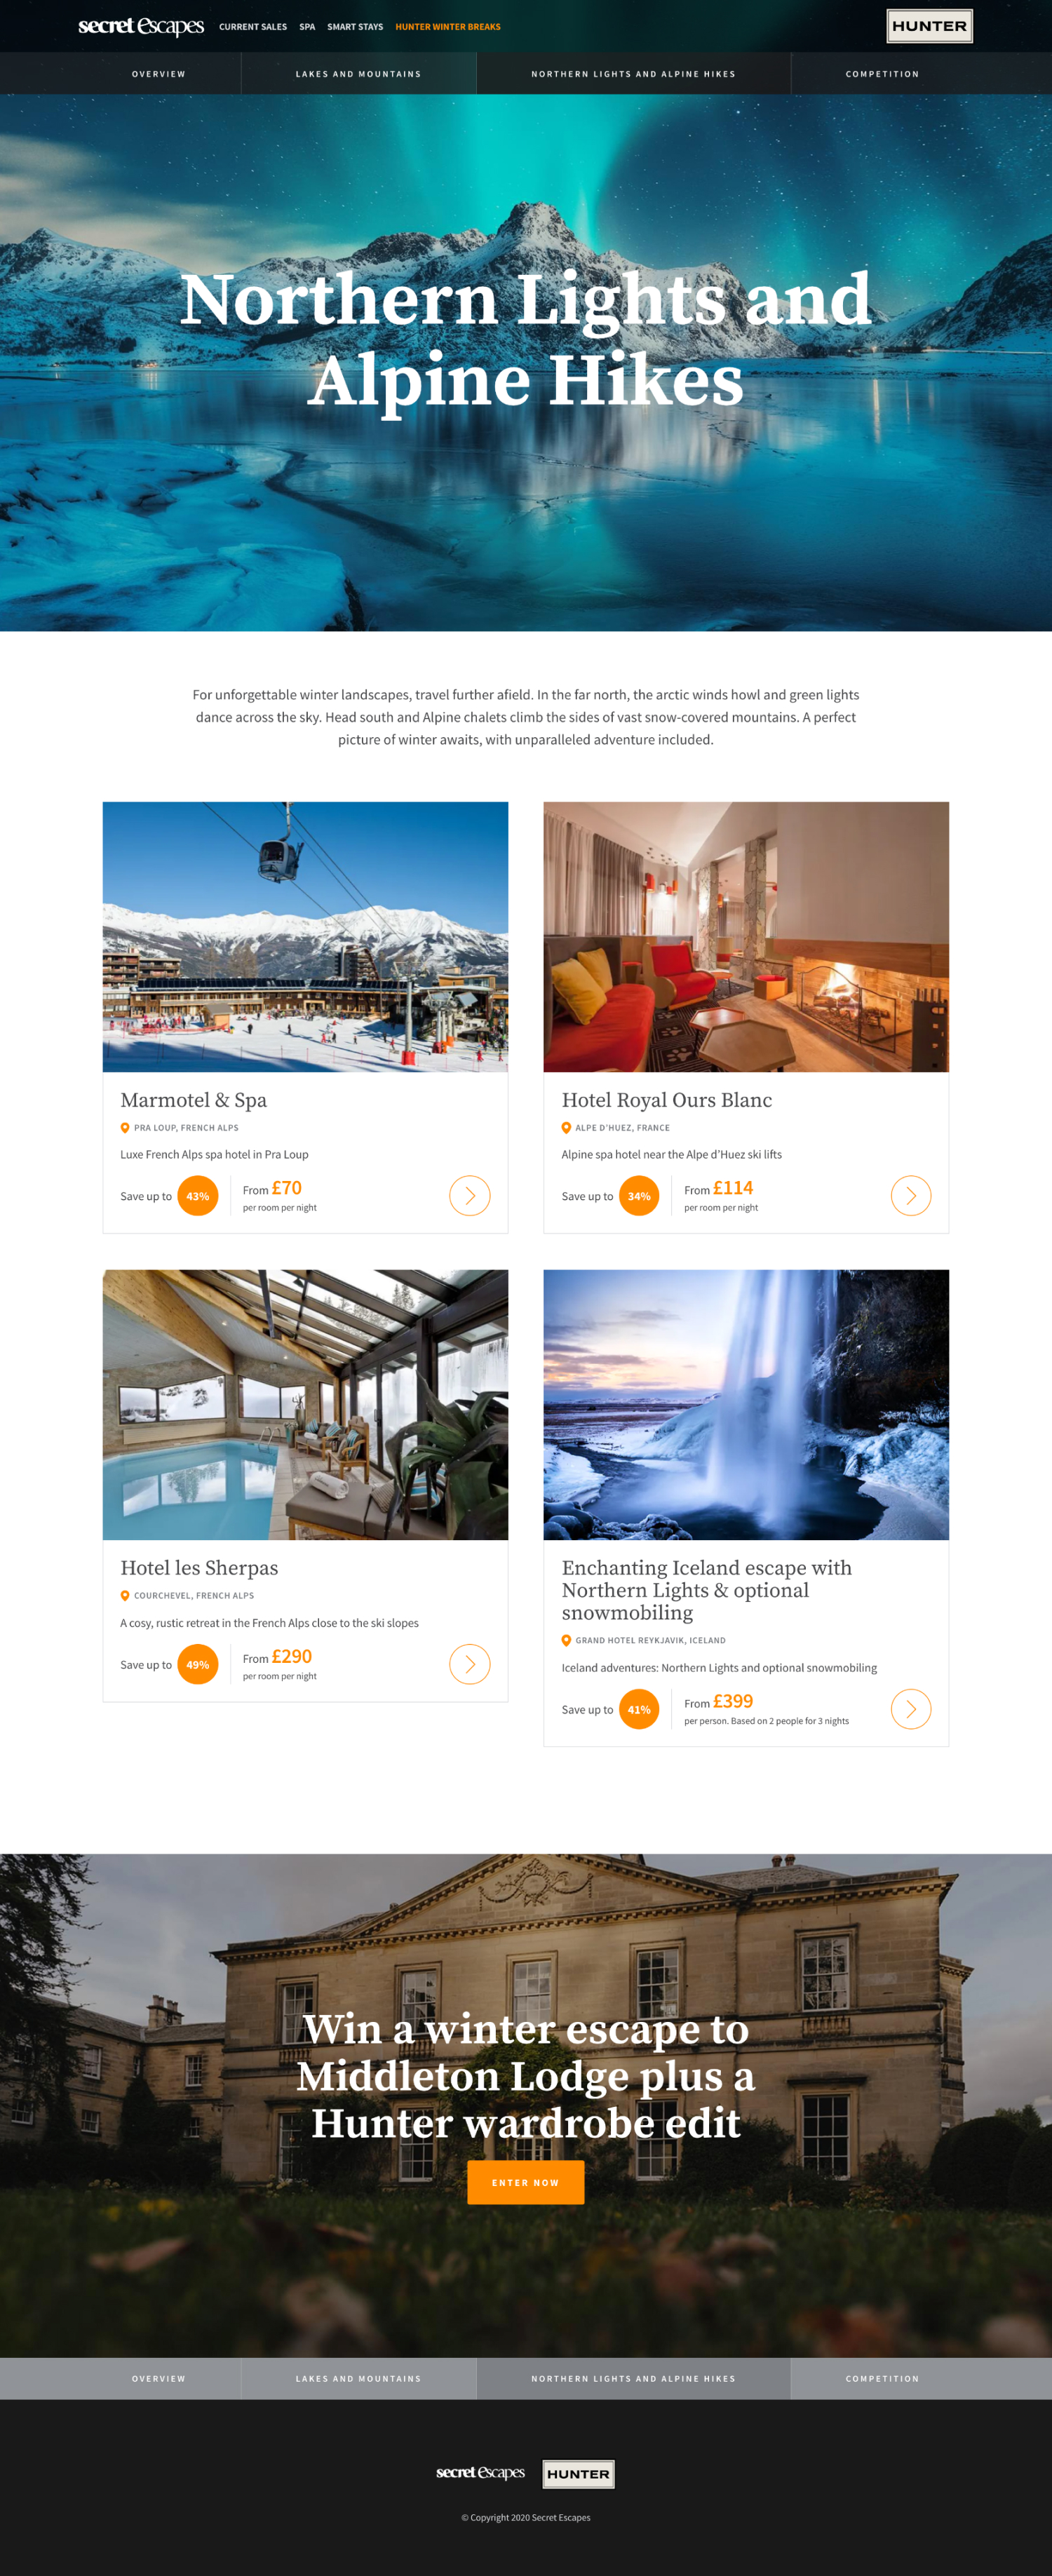 secret escapes CURRENT SALES SPA SMART STAYS HUNTER WINTER BREAKS HUNTER
OVERVIEW LAKES AND MOUNTAINS NORTHERN LIGHTS AND ALPINE HIKES COMPETITION
Northern Lights and
Alpine Hikes
For unforgettable winter landscapes, travel further afield. In the far north, the arctic winds howl and green lights
dance across the sky. Head south and Alpine chalets climb the sides of vast snow-covered mountains. A perfect
picture of winter awaits, with unparalleled adventure included.
Marmotel & Spa
PRA LOUP, FRENCH ALPS
Luxe French Alps spa hotel in Pra Loup
Save up to 43% From £70
per room per night
Hotel Royal Ours Blanc
ALPE D'HUEZ, FRANCE
Alpine spa hotel near the Alpe d'Huez ski lifts
Save up to 34% From £114
per room per night
Hotel les Sherpas
COURCHEVEL, FRENCH ALPS
A cosy, rustic retreat in the French Alps close to the ski slopes
Save up to 49% From £290
per room per night
Enchanting Iceland escape with
Northern Lights & optional
snowmobiling
GRAND HOTEL REYKJAVIK, ICELAND
Iceland adventures: Northern Lights and optional snowmobiling
Save up to 41% From £399
per person. Based on 2 people for 3 nights
Win a winter escape to
Middleton Lodge plus a
Hunter wardrobe edit
ENTER NOW
OVERVIEW LAKES AND MOUNTAINS NORTHERN LIGHTS AND ALPINE HIKES COMPETITION
secret escapes HUNTER
© Copyright 2020 Secret Escapes